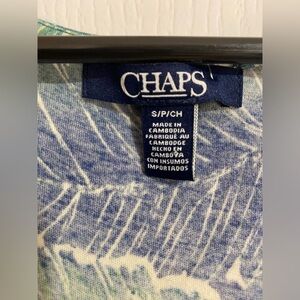 CHAPS
S/P/CH
MADE IN
CAMBODIA
FABRIQUÉ AU
CAMBODGE
HECHO EN
CAMBOYA
CON INSUMOS
IMPORTADOS